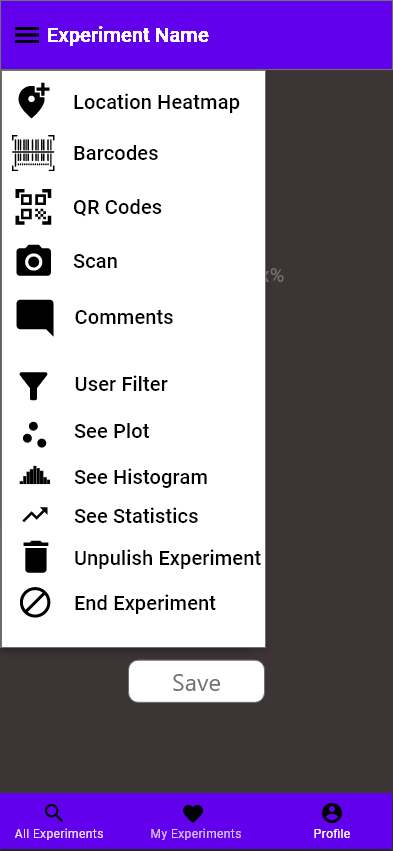 Experiment Name
Location Heatmap
Barcodes
QR Codes
Scan
x%
Comments
User Filter
See Plot
See Histogram
See Statistics
Unpulish Experiment
End Experiment
Save
All Experiments
My Experiments
Profile